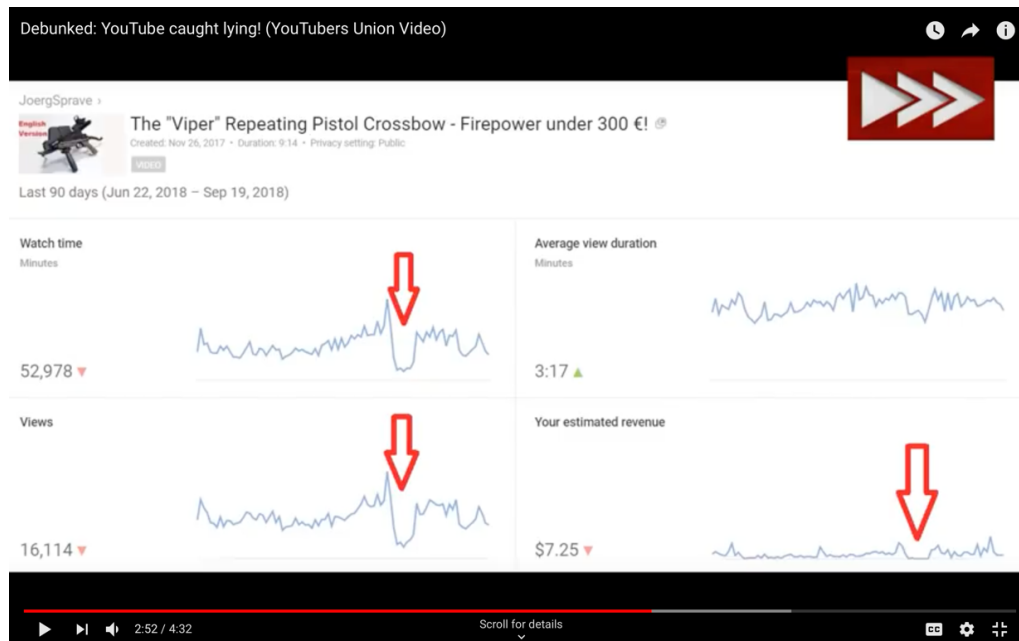 Debunked: YouTube caught lying! (YouTubers Union Video)
JoergSprave ›
English
Version
The "Viper" Repeating Pistol Crossbow - Firepower under 300 €!
Created: Nov 26, 2017 • Duration: 9:14 • Privacy setting: Public
VIDEO
Last 90 days (Jun 22, 2018 – Sep 19, 2018)
Watch time
Minutes
52,978
Average view duration
Minutes
3:17
Views
16,114
Your estimated revenue
$7.25
2:52 / 4:32
Scroll for details
CC